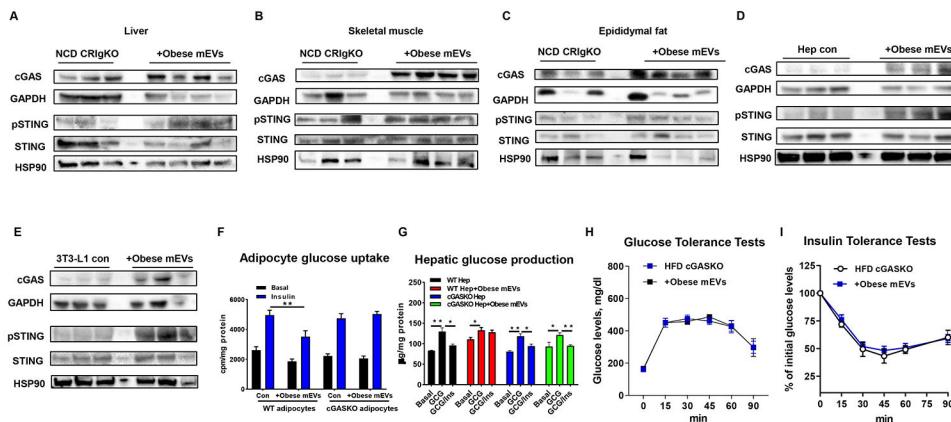 A
Liver
NCD CRIgKO +Obese mEVs
cGAS
GAPDH
pSTING
STING
HSP90
B
Skeletal muscle
NCD CRIgKO +Obese mEVs
cGAS
GAPDH
pSTING
STING
HSP90
C
Epididymal fat
NCD CRIgKO +Obese mEVs
cGAS
GAPDH
pSTING
STING
HSP90
D
Hep con +Obese mEVs
cGAS
GAPDH
pSTING
STING
HSP90
E
3T3-L1 con +Obese mEVs
cGAS
GAPDH
pSTING
STING
HSP90
F
Adipocyte glucose uptake
Basal
Insulin
**
cpm/mg protein
6000
4000
2000
0
Con +Obese mEVs Con +Obese mEVs
WT adipocytes cGASKO adipocytes
G
Hepatic glucose production
WT Hep
WT Hep+Obese mEVs
cGASKO Hep
cGASKO Hep+Obese mEVs
µg/mg protein
200
150
100
50
0
** * * ** * * **
Basal GCG GCG/Ins Basal GCG GCG/Ins Basal GCG GCG/Ins Basal GCG GCG/Ins
H
Glucose Tolerance Tests
HFD cGASKO
+Obese mEVs
Glucose levels, mg/dl
800
600
400
200
0
0 15 30 45 60 90
min
I
Insulin Tolerance Tests
HFD cGASKO
+Obese mEVs
% of initial glucose levels
125
100
75
50
25
0 15 30 45 60 75 90
min